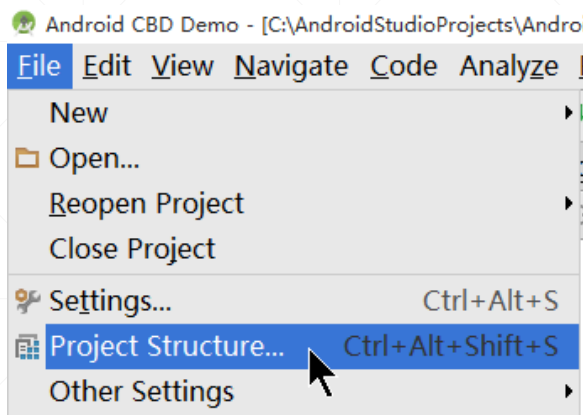 Android CBD Demo - [C:\AndroidStudioProjects\Andro
File Edit View Navigate Code Analyze
New
Open...
Reopen Project
Close Project
Settings... Ctrl+Alt+S
Project Structure... Ctrl+Alt+Shift+S
Other Settings